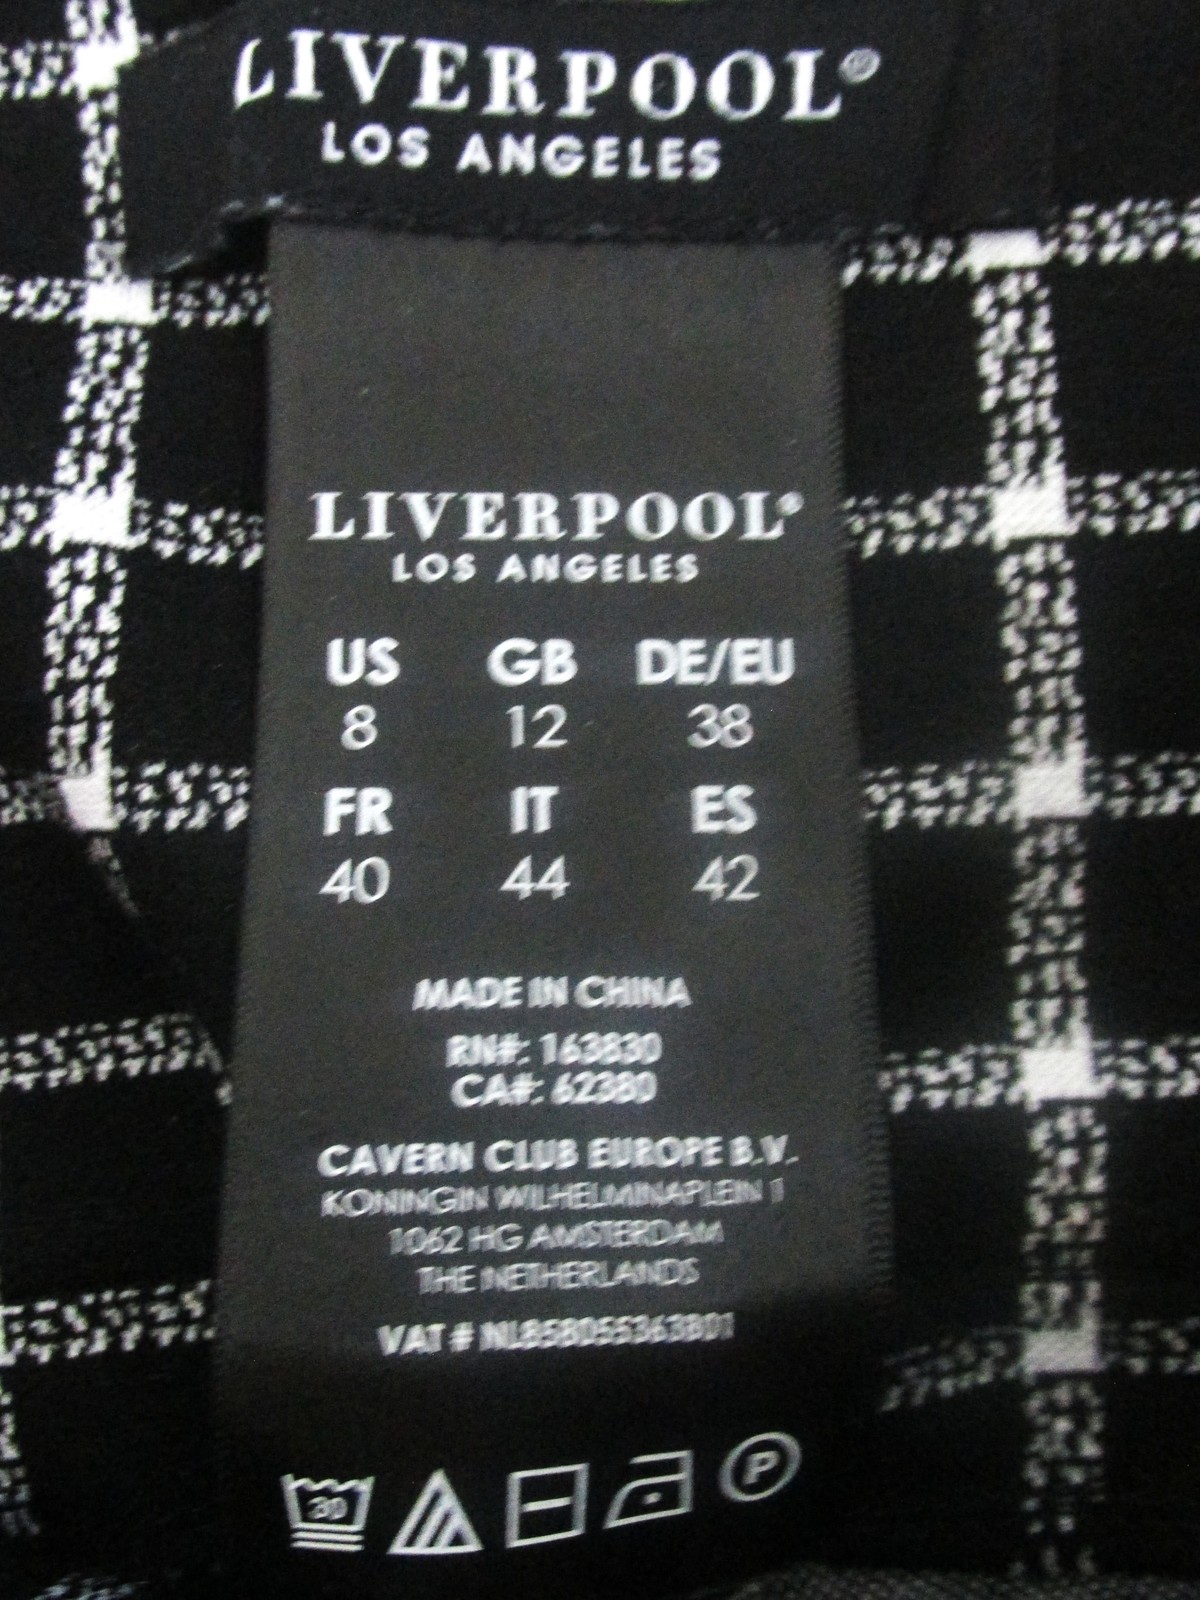 LIVERPOOL®
LOS ANGELES
LIVERPOOL®
LOS ANGELES
US GB DE/EU
8 12 38
FR IT ES
40 44 42
MADE IN CHINA
RN#: 163830
CA#: 62380
CAVERN CLUB EUROPE B.V.
KONINGIN WILHELMINAPLEIN 1
1062 HG AMSTERDAM
THE NETHERLANDS
VAT # NL858055363B01
30
P